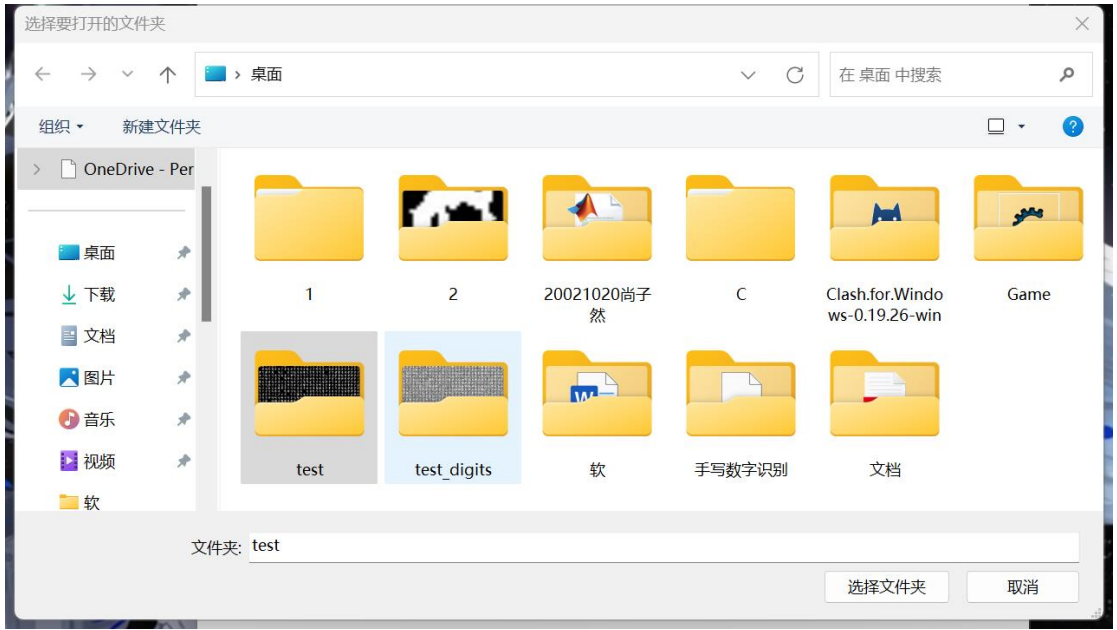 选择要打开的文件夹
桌面
在 桌面 中搜索
组织
新建文件夹
OneDrive - Per
桌面
下载
文档
图片
音乐
视频
软
1
2
20021020尚子
然
C
Clash.for.Windo
ws-0.19.26-win
Game
test
test_digits
软
手写数字识别
文档
文件夹: test
选择文件夹
取消